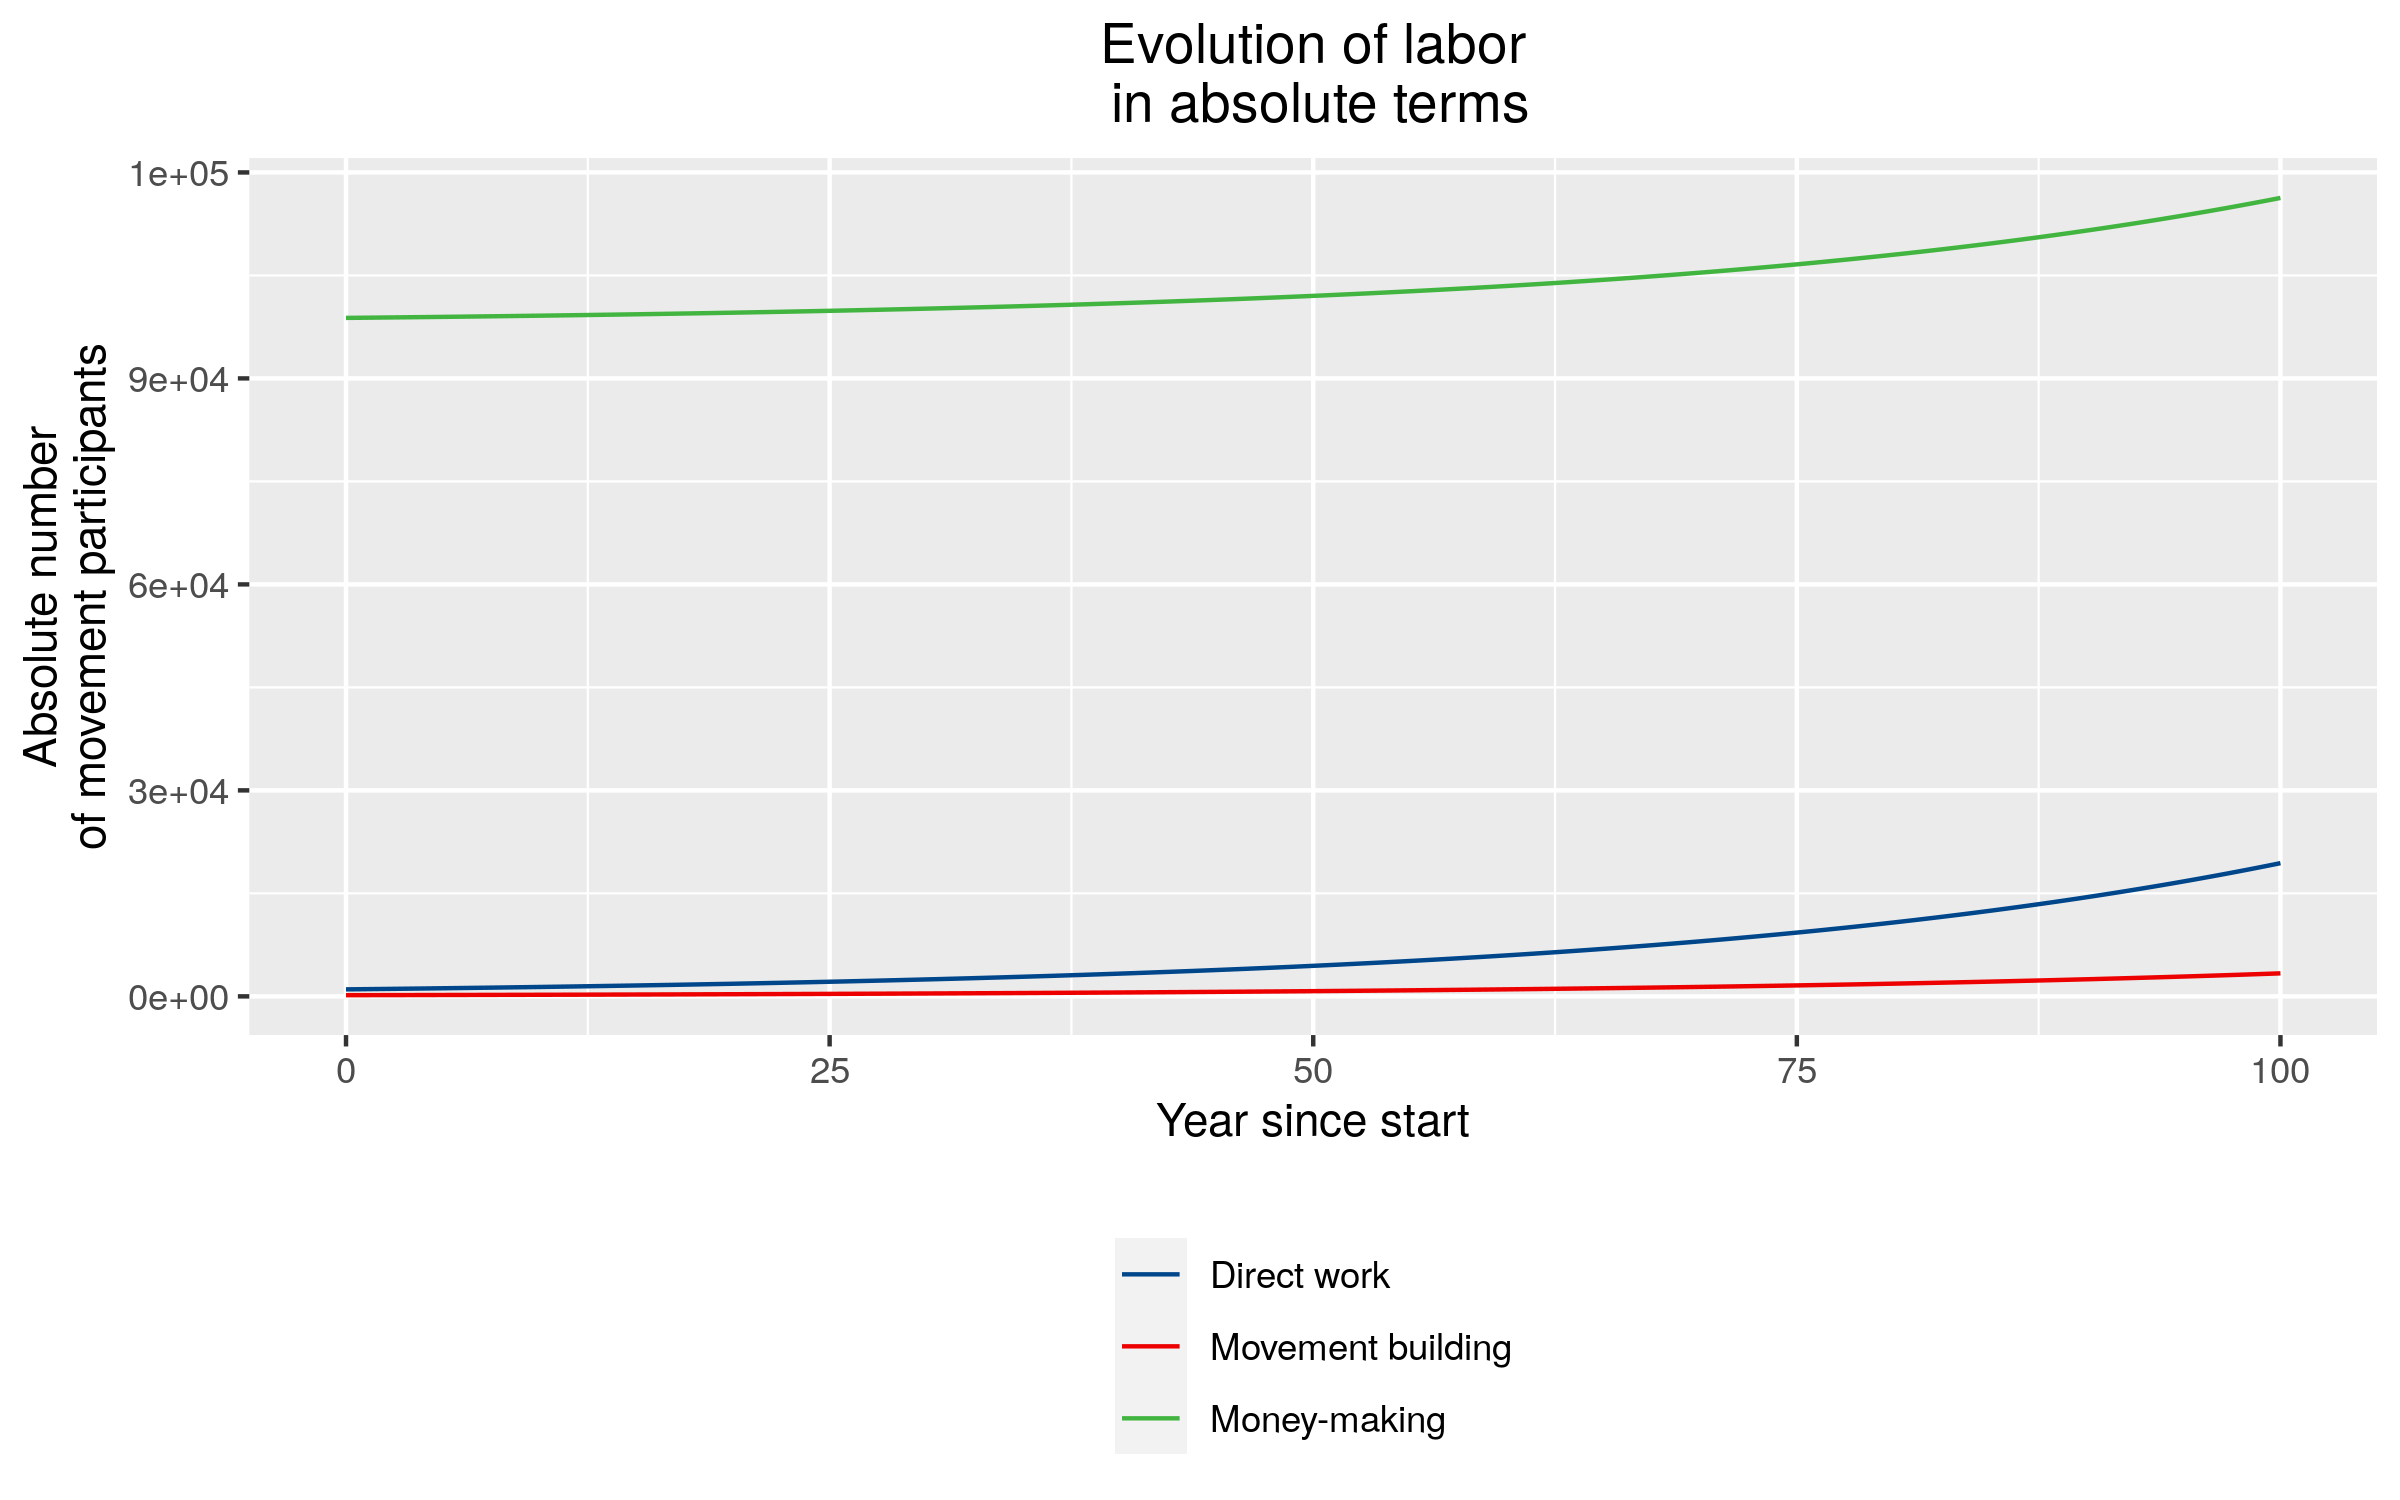 Evolution of labor
in absolute terms
Absolute number
of movement participants
1e+05
9e+04
6e+04
3e+04
0e+00
0 25 50 75 100
Year since start
Direct work
Movement building
Money-making